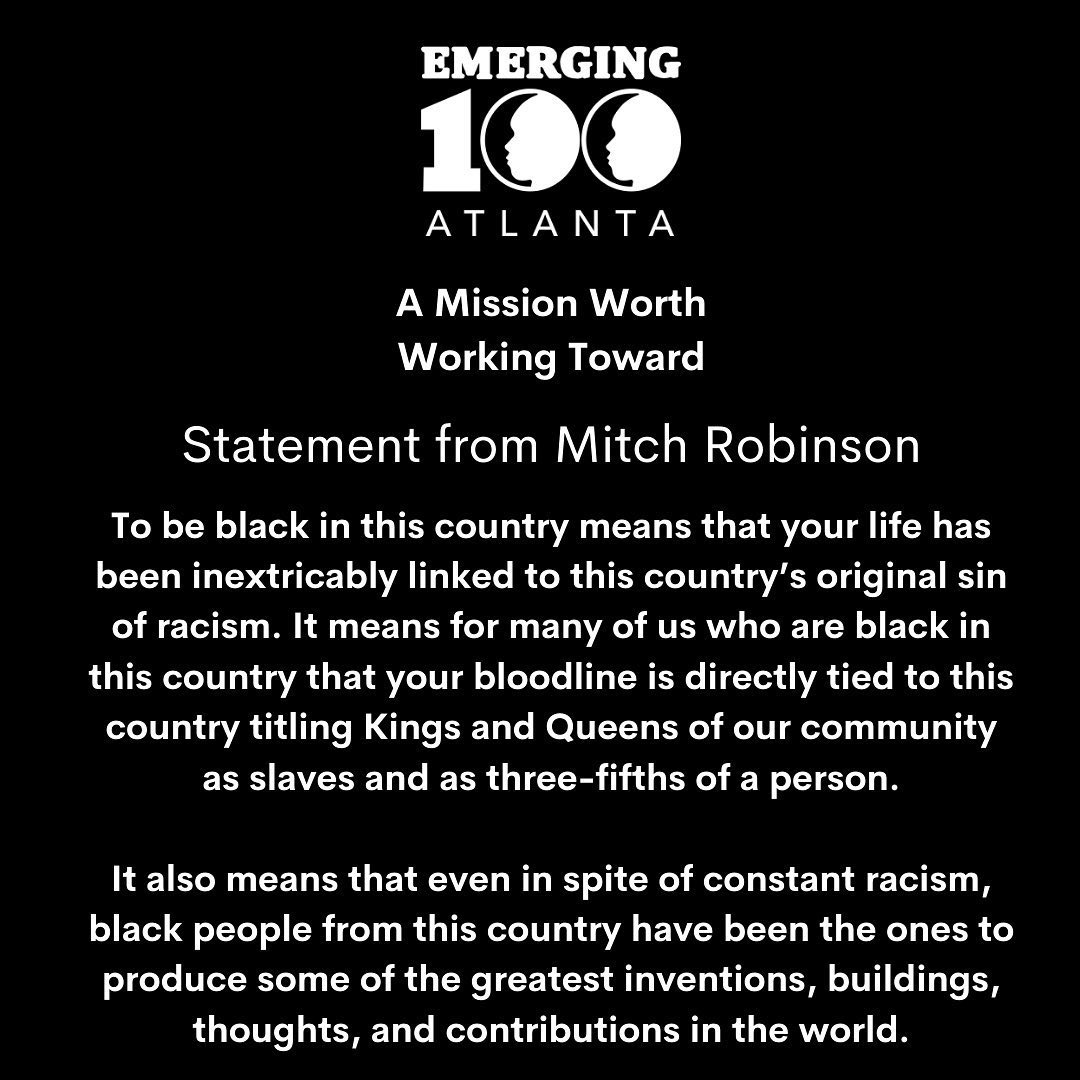 EMERGING
100
ATLANTA
A Mission Worth
Working Toward
Statement from Mitch Robinson
To be black in this country means that your life has
been inextricably linked to this country’s original sin
of racism. It means for many of us who are black in
this country that your bloodline is directly tied to this
country titling Kings and Queens of our community
as slaves and as three-fifths of a person.
It also means that even in spite of constant racism,
black people from this country have been the ones to
produce some of the greatest inventions, buildings,
thoughts, and contributions in the world.